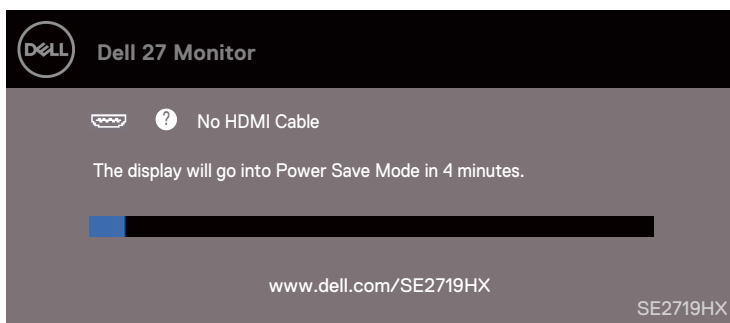 DELL
Dell 27 Monitor
? No HDMI Cable
The display will go into Power Save Mode in 4 minutes.
www.dell.com/SE2719HX
SE2719HX